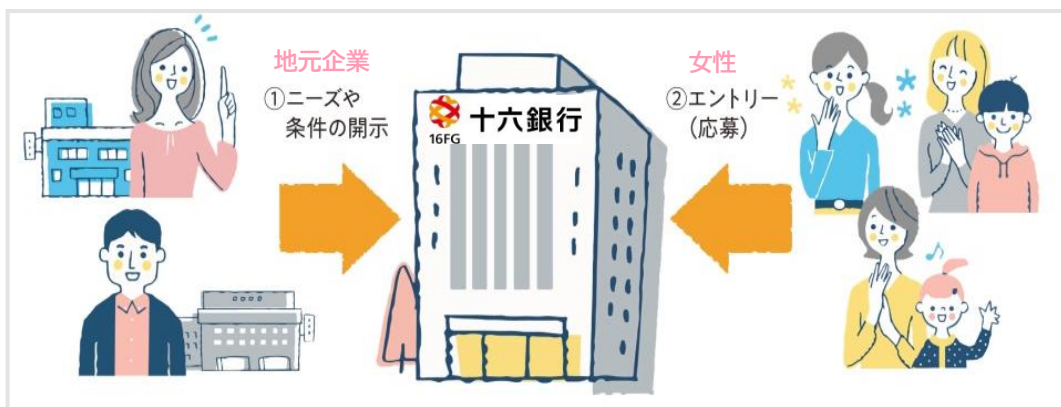 地元企業
①ニーズや
条件の開示
16FG
十六銀行
女性
②エントリー
（応募）